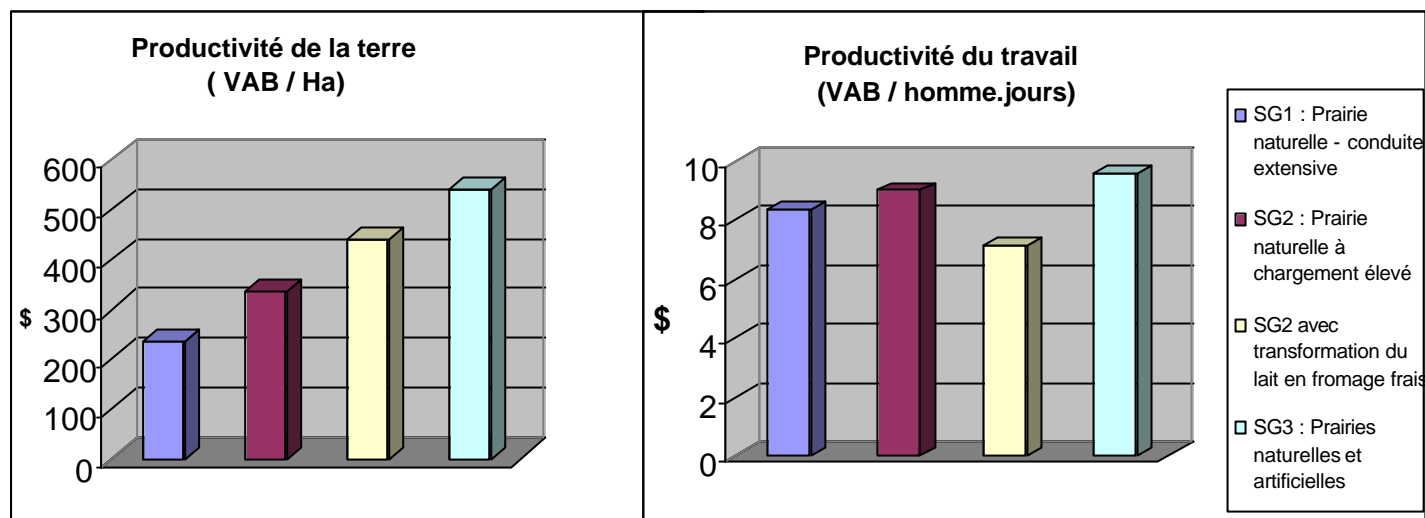 Productivité de la terre
( VAB / Ha)
600
500
400
300
200
100
0
$
Productivité du travail
(VAB / homme.jours)
10
8
6
4
2
0
$
SG1 : Prairie
naturelle - conduite
extensive
SG2 : Prairie
naturelle à
chargement élevé
SG2 avec
transformation du
lait en fromage frais
SG3 : Prairies
naturelles et
artificielles